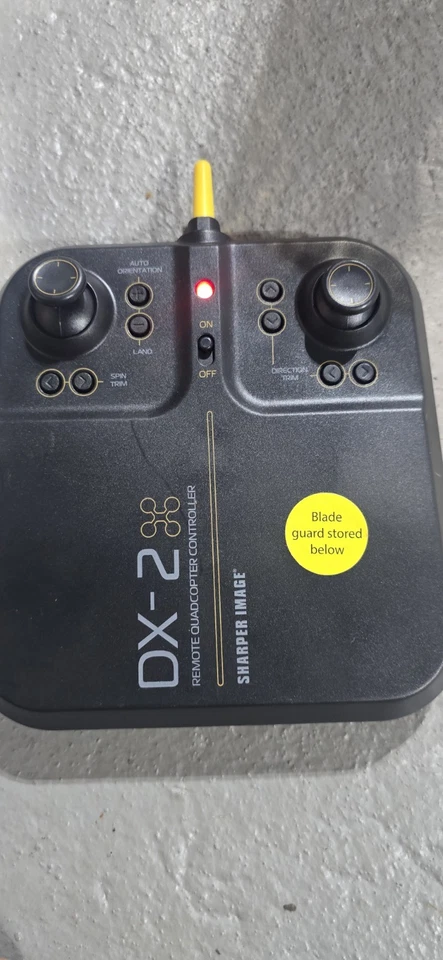 AUTO
ORIENTATION
LAND
SPIN
TRIM
ON
OFF
DIRECTION
TRIM
DX-2
REMOTE QUADCOPTER CONTROLLER
SHARPER IMAGE®
Blade
guard stored
below